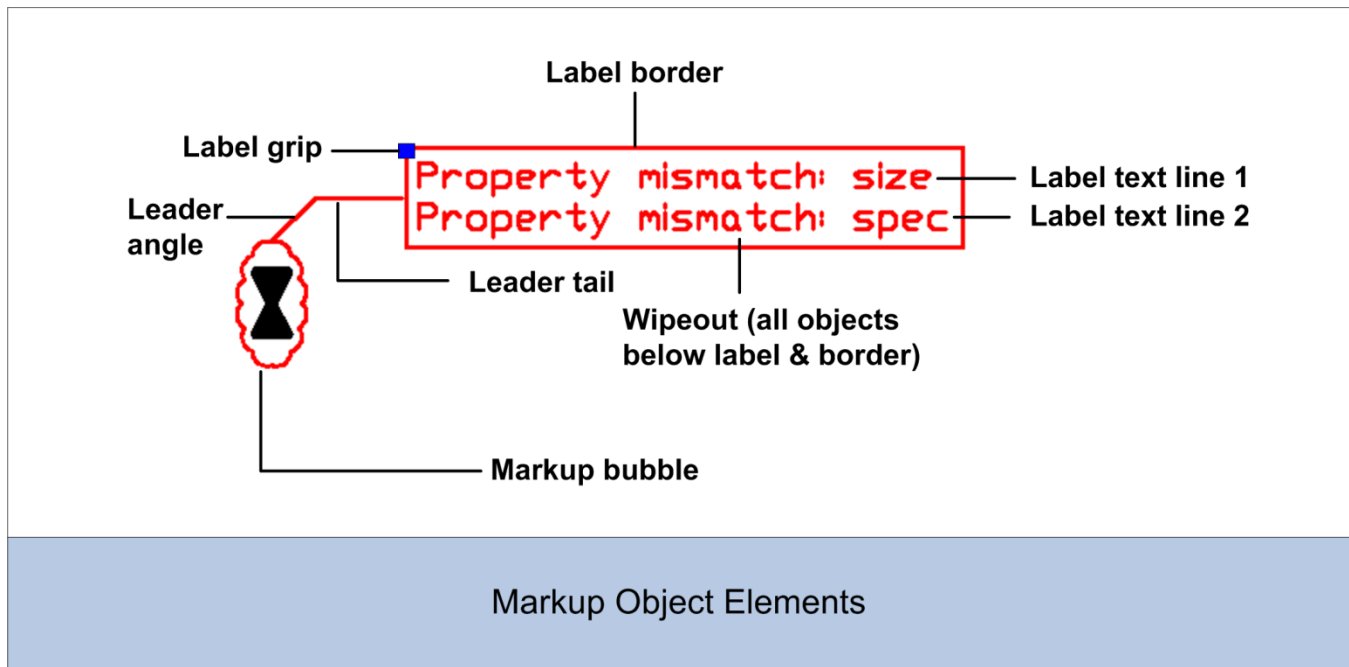 Label border
Label grip
Property mismatch: size
Label text line 1
Leader
angle
Property mismatch: spec
Label text line 2
Leader tail
Wipeout (all objects
below label & border)
Markup bubble
Markup Object Elements